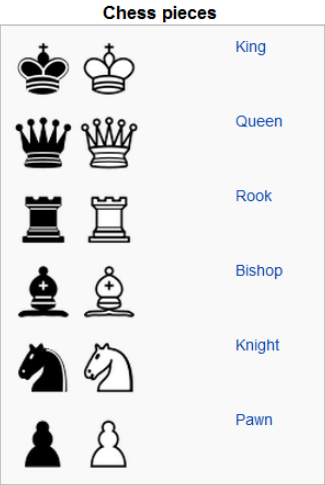 Chess pieces
King
Queen
Rook
Bishop
Knight
Pawn